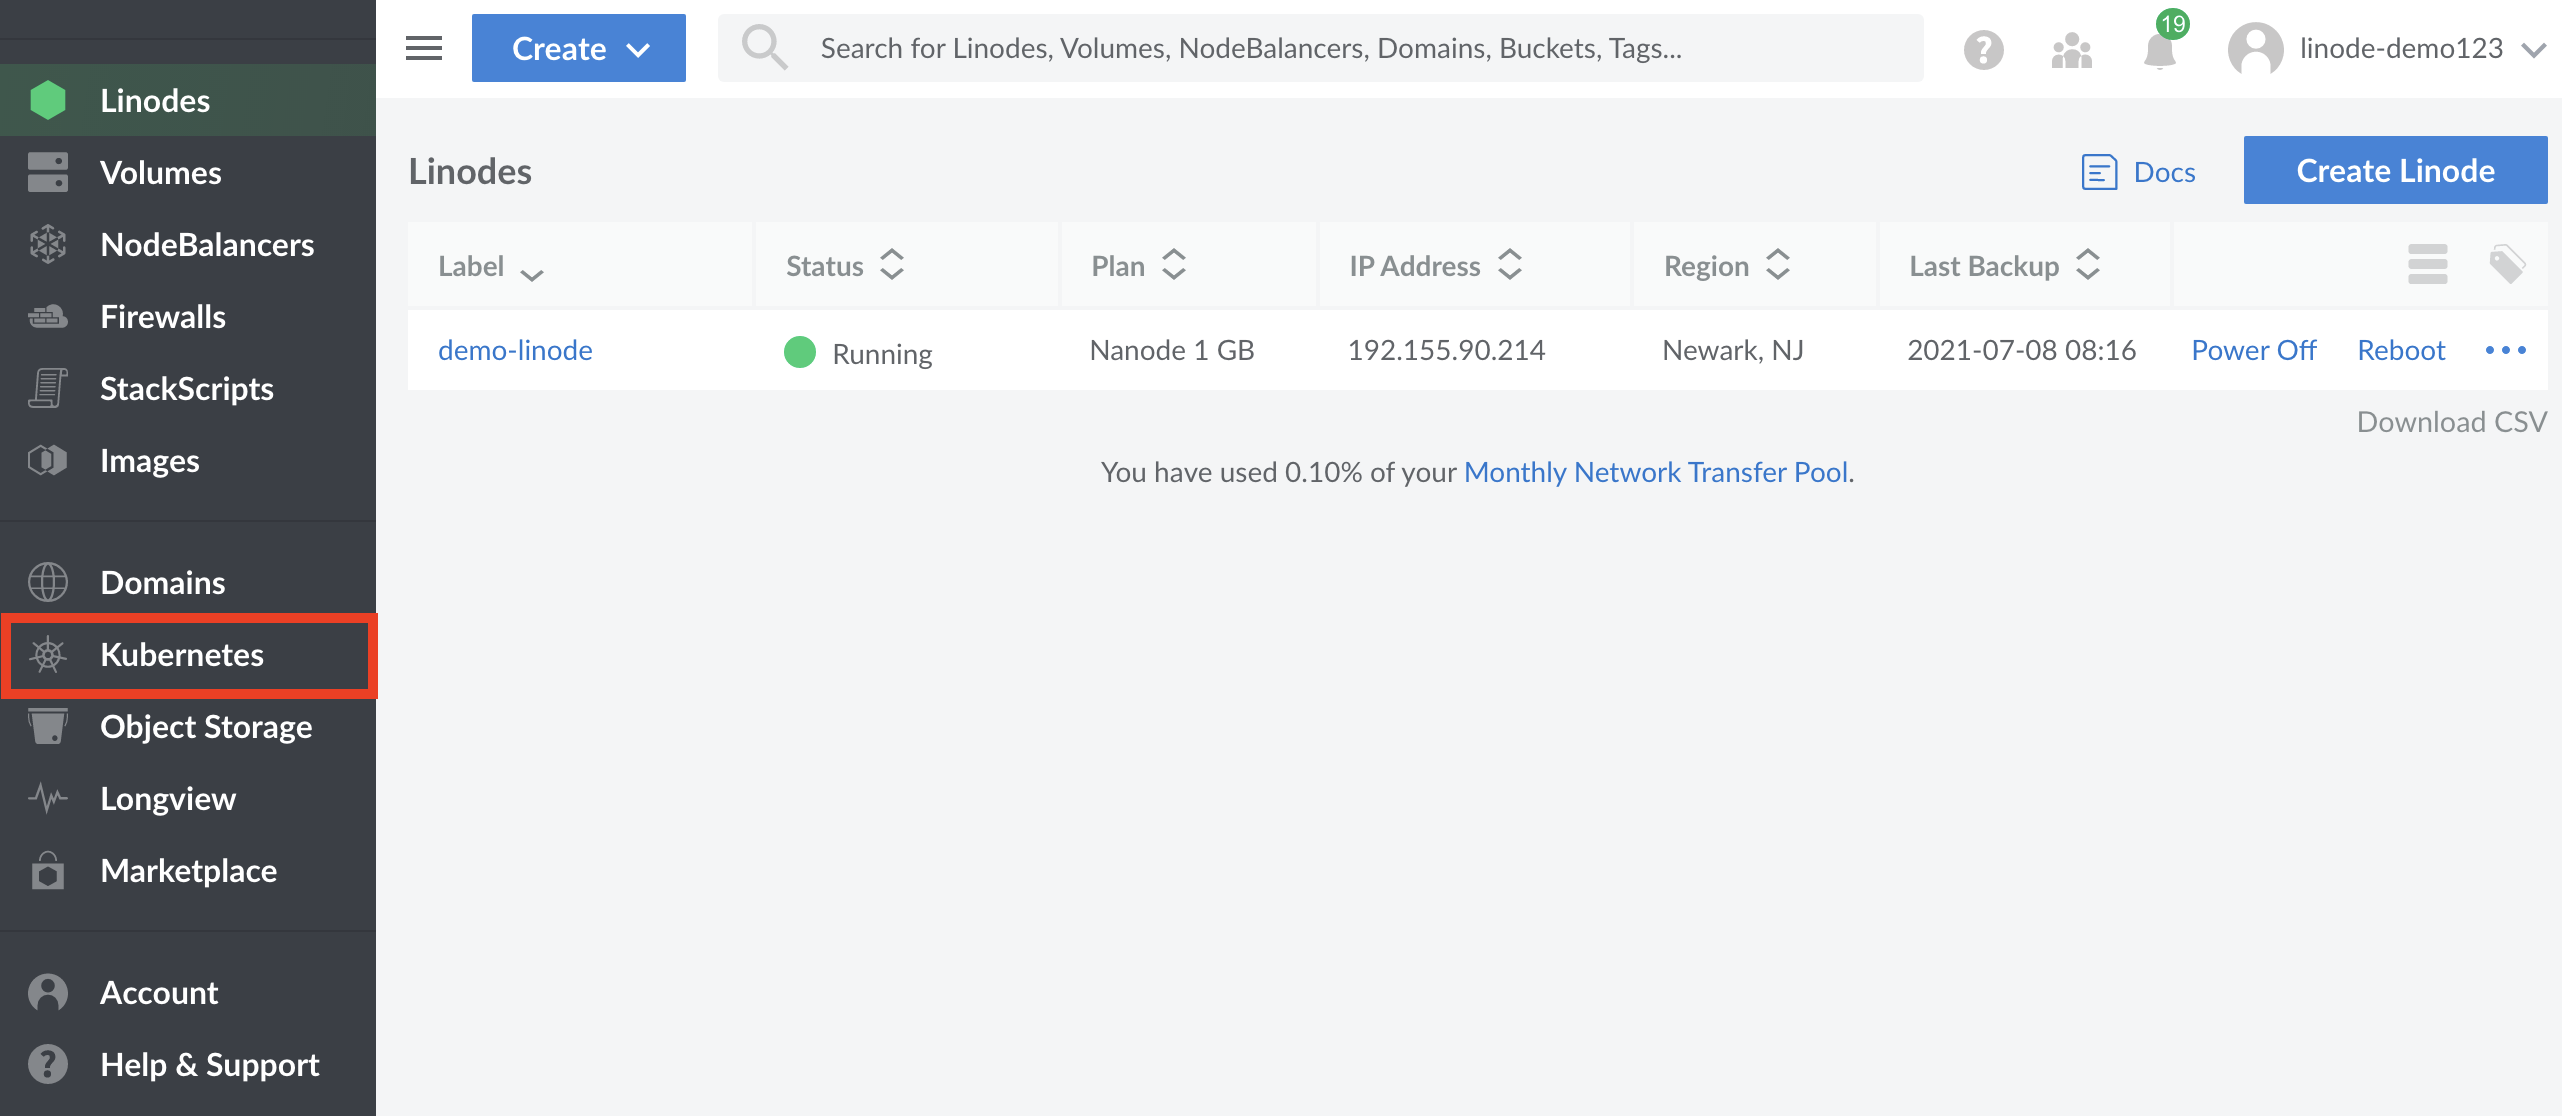 Linodes
Volumes
NodeBalancers
Firewalls
StackScripts
Images
Domains
Kubernetes
Object Storage
Longview
Marketplace
Account
Help & Support
Create
Search for Linodes, Volumes, NodeBalancers, Domains, Buckets, Tags...
19
linode-demo123
Linodes
Docs
Create Linode
Label Status Plan IP Address Region Last Backup
demo-linode Running Nanode 1 GB 192.155.90.214 Newark, NJ 2021-07-08 08:16 Power Off Reboot
Download CSV
You have used 0.10% of your Monthly Network Transfer Pool.